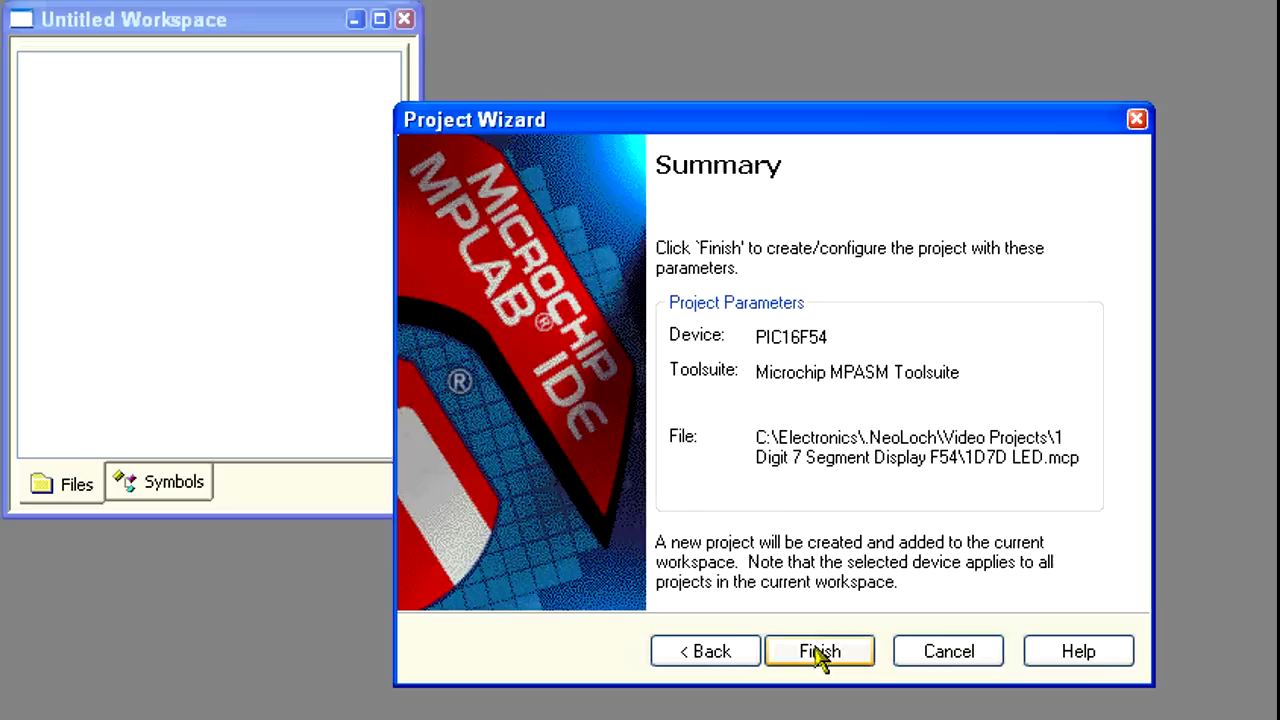 Untitled Workspace
Files
Symbols
Project Wizard
MICROCHIP
MPLAB® IDE
®
Summary
Click `Finish' to create/configure the project with these
parameters.
Project Parameters
Device: PIC16F54
Toolsuite: Microchip MPASM Toolsuite
File: C:\Electronics\.NeoLoch\Video Projects\1
Digit 7 Segment Display F54\1D7D LED.mcp
A new project will be created and added to the current
workspace. Note that the selected device applies to all
projects in the current workspace.
< Back
Finish
Cancel
Help